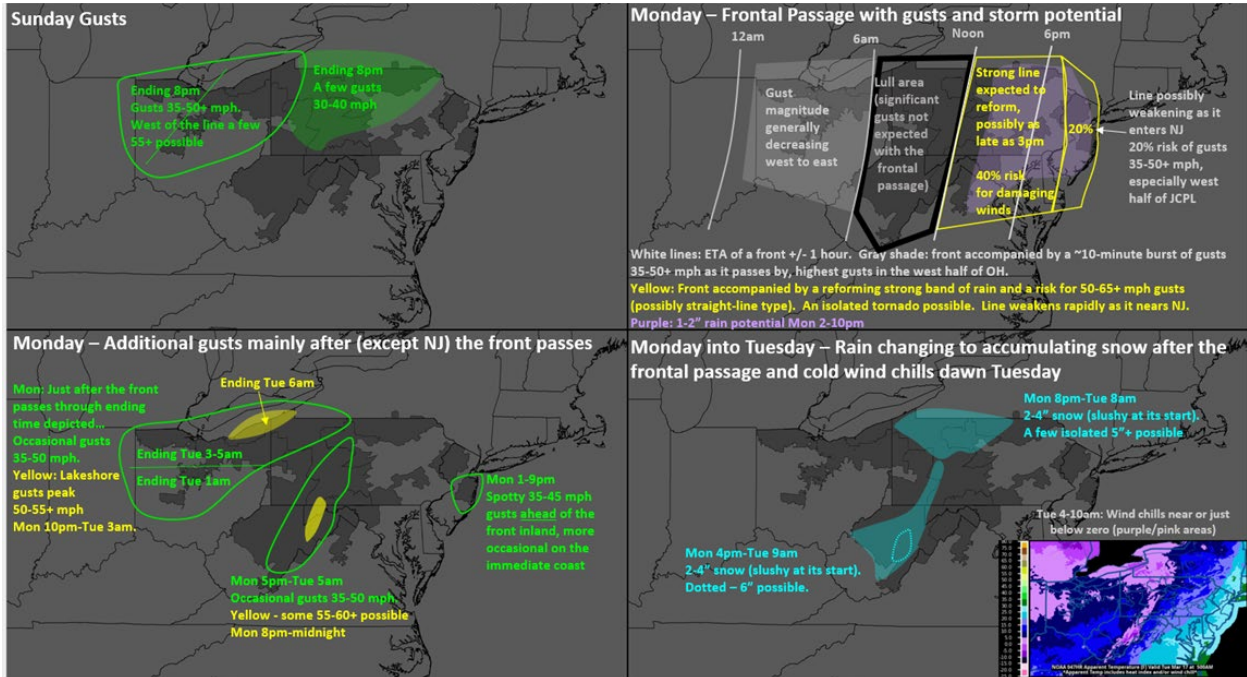 Sunday Gusts
Ending 8pm
Gusts 35-50+ mph.
West of the line a few
55+ possible
Ending 8pm
A few gusts
30-40 mph
Monday – Frontal Passage with gusts and storm potential
12am
6am
Noon
6pm
Gust
magnitude
generally
decreasing
west to east
Lull area
(significant
gusts not
expected
with the
frontal
passage)
Strong line
expected to
reform,
possibly as
late as 3pm
40% risk
for damaging
winds
20%
Line possibly
weakening as it
enters NJ
20% risk of gusts
35-50+ mph,
especially west
half of JCPL
White lines: ETA of a front +/- 1 hour. Gray shade: front accompanied by a ~10-minute burst of gusts
35-50+ mph as it passes by, highest gusts in the west half of OH.
Yellow: Front accompanied by a reforming strong band of rain and a risk for 50-65+ mph gusts
(possibly straight-line type). An isolated tornado possible. Line weakens rapidly as it nears NJ.
Purple: 1-2” rain potential Mon 2-10pm
Monday – Additional gusts mainly after (except NJ) the front passes
Mon: Just after the front
passes through ending
time depicted...
Occasional gusts
35-50 mph.
Yellow: Lakeshore
gusts peak
50-55+ mph
Mon 10pm-Tue 3am.
Ending Tue 6am
Ending Tue 3-5am
Ending Tue 1am
Mon 5pm-Tue 5am
Occasional gusts 35-50 mph.
Yellow - some 55-60+ possible
Mon 8pm-midnight
Mon 1-9pm
Spotty 35-45 mph
gusts ahead of the
front inland, more
occasional on the
immediate coast
Monday into Tuesday – Rain changing to accumulating snow after the
frontal passage and cold wind chills dawn Tuesday
Mon 8pm-Tue 8am
2-4” snow (slushy at its start).
A few isolated 5”+ possible
Mon 4pm-Tue 9am
2-4” snow (slushy at its start).
Dotted – 6” possible.
Tue 4-10am: Wind chills near or just
below zero (purple/pink areas)